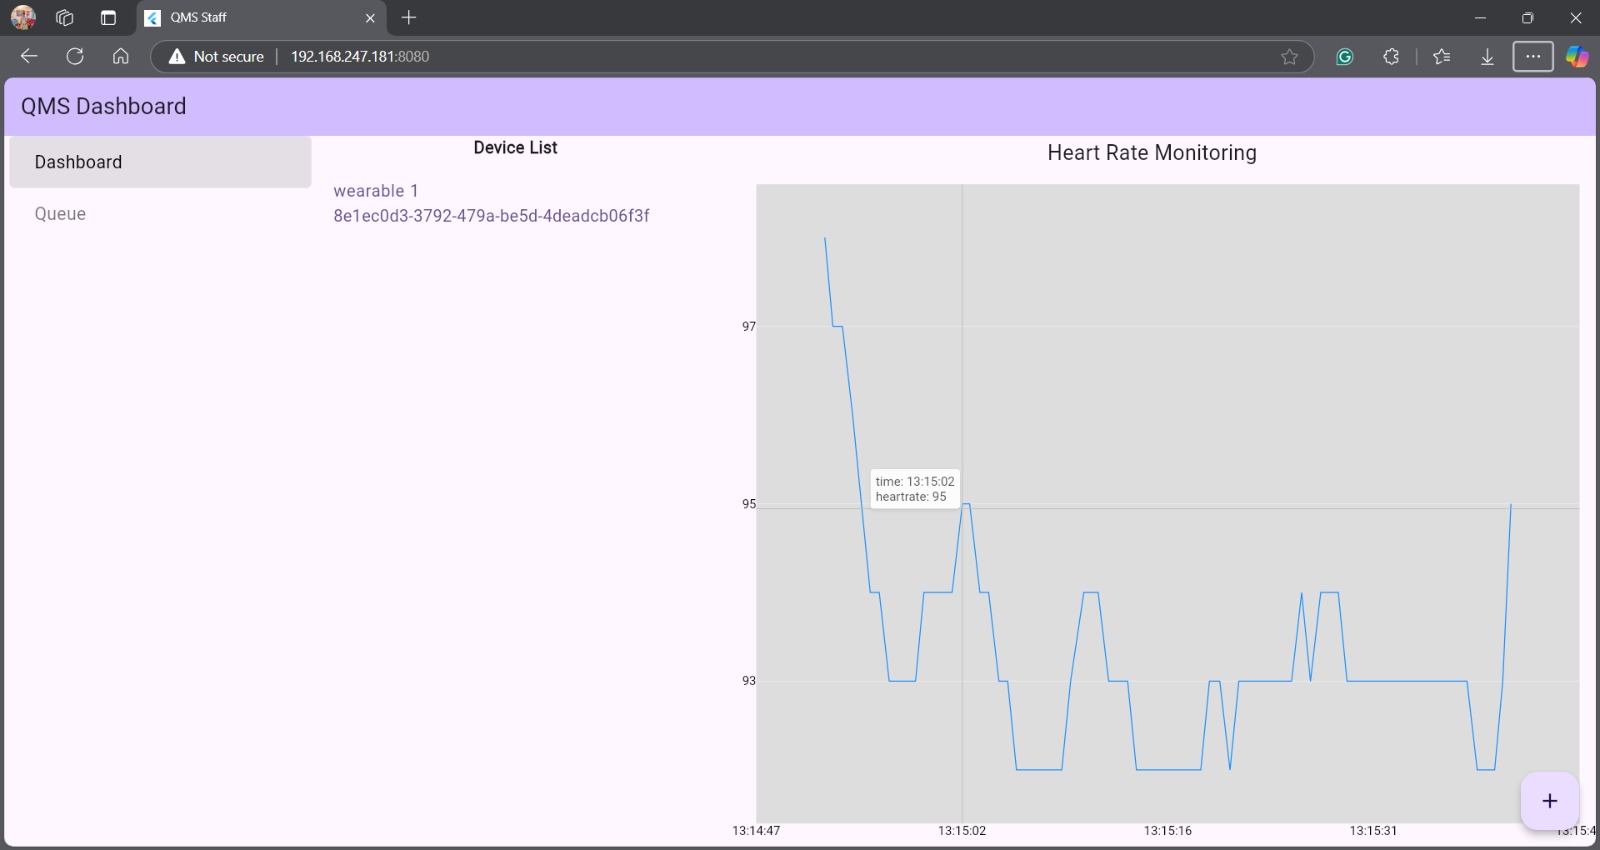 QMS Staff
Not secure
192.168.247.181:8080
QMS Dashboard
Dashboard
Queue
Device List
wearable 1
8e1ec0d3-3792-479a-be5d-4deadcb06f3f
Heart Rate Monitoring
97
95
93
time: 13:15:02
heartrate: 95
13:14:47
13:15:02
13:15:16
13:15:31
13:15:4